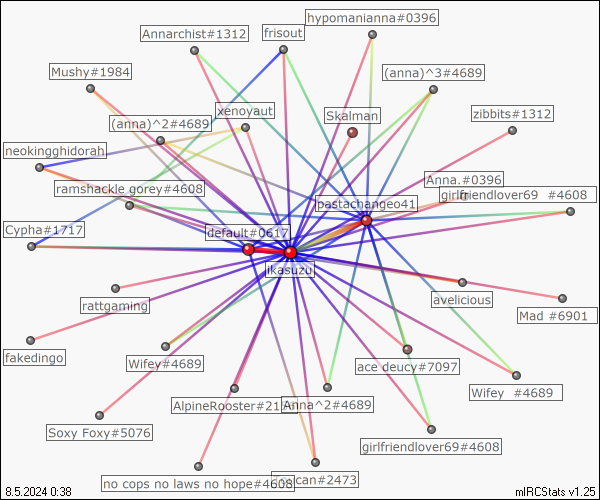 hypomanianna#0396
Annarchist#1312
frisout
Mushy#1984
(anna)^3#4689
xenoyaut
Skalman
zibbits#1312
(anna)^2#4689
neokingghidorah
Anna.#0396
ramshackle gorey#4608
girlfriendlover69 #4608
pastachangeo41
Cypha#1717
default#0617
ikasuzu
rattgaming
avelicious
Mad #6901
fakedingo
Wifey#4689
ace deucy#7097
Wifey #4689
AlpineRooster#21
Anna^2#4689
Soxy Foxy#5076
girlfriendlover69#4608
no cops no laws no hope#4608
can#2473
8.5.2024 0:38
mIRCStats v1.25